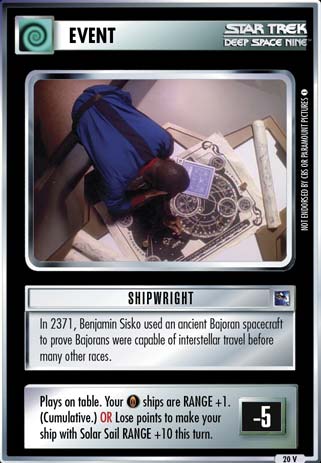 EVENT
STAR TREK
DEEP SPACE NINE
NOT ENDORSED BY CBS OR PARAMOUNT PICTURES
SHIPWRIGHT
In 2371, Benjamin Sisko used an ancient Bajoran spacecraft
to prove Bajorans were capable of interstellar travel before
many other races.
Plays on table. Your ships are RANGE +1.
(Cumulative.) OR Lose points to make your
ship with Solar Sail RANGE +10 this turn.
-5
20 V